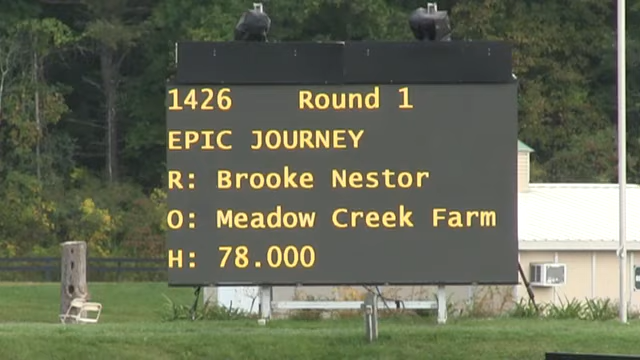 1426 Round 1
EPIC JOURNEY
R: Brooke Nestor
O: Meadow Creek Farm
H: 78.000